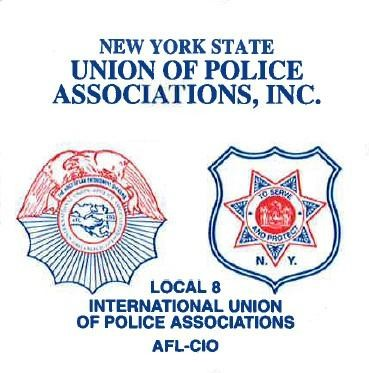 NEW YORK STATE
UNION OF POLICE
ASSOCIATIONS, INC.
TO SERVE
AND PROTECT
N. Y.
LOCAL 8
INTERNATIONAL UNION
OF POLICE ASSOCIATIONS
AFL-CIO